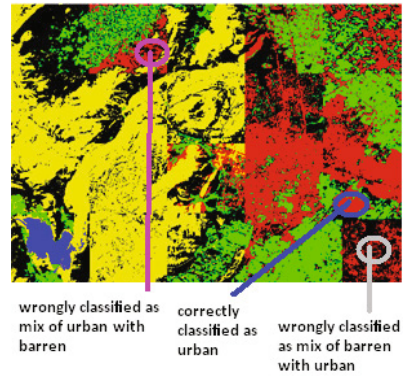 wrongly classified as
mix of urban with
barren
correctly
classified as
urban
wrongly classified
as mix of barren
with urban